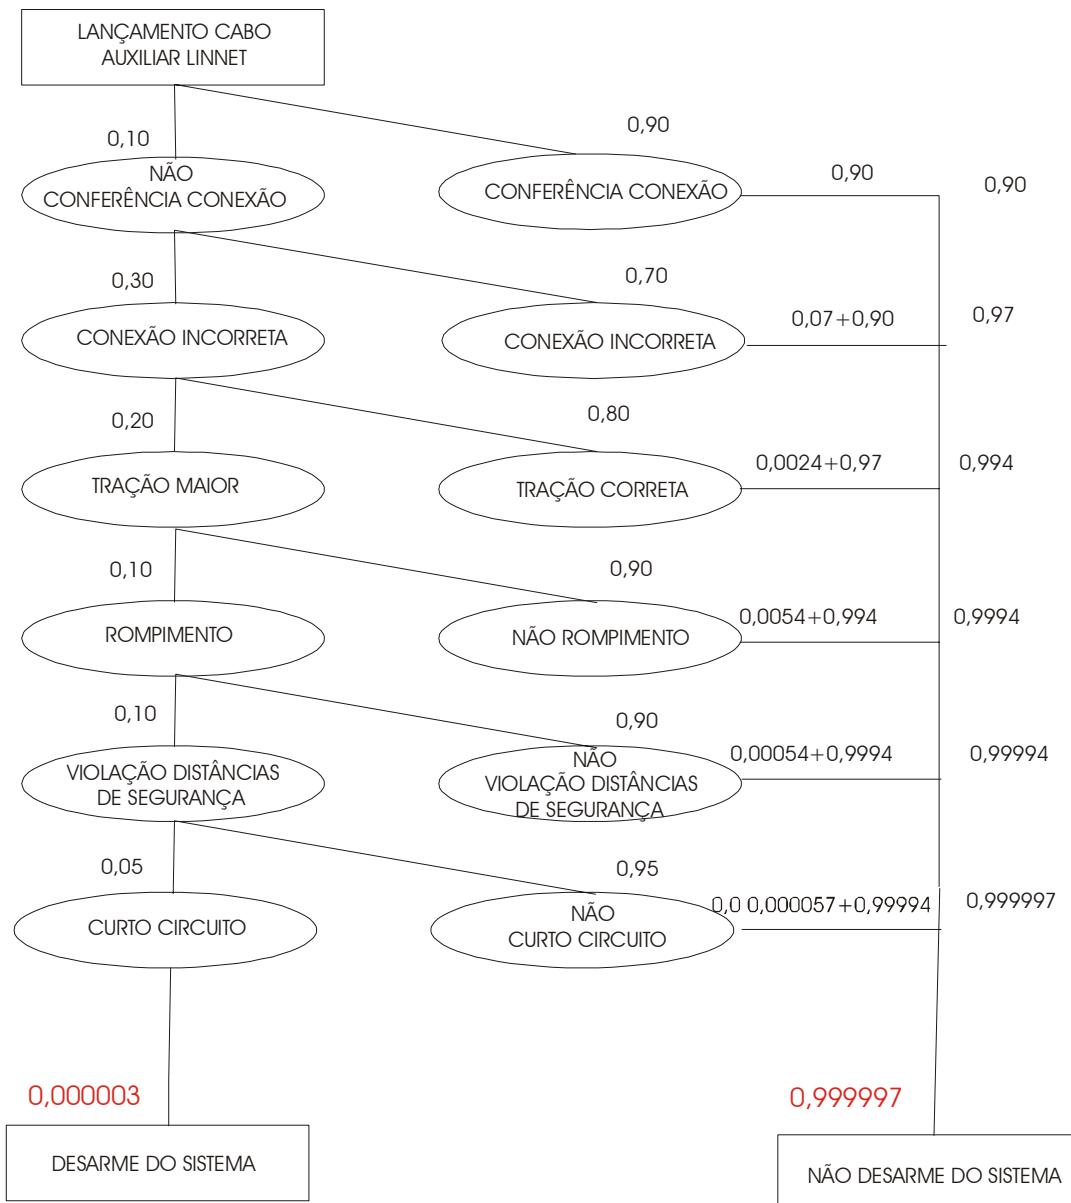 LANÇAMENTO CABO
AUXILIAR LINNET
0,10
0,90
NÃO
CONFERÊNCIA CONEXÃO
CONFERÊNCIA CONEXÃO
0,90
0,90
0,30
0,70
CONEXÃO INCORRETA
CONEXÃO INCORRETA
0,07+0,90
0,97
0,20
0,80
TRAÇÃO MAIOR
TRAÇÃO CORRETA
0,0024+0,97
0,994
0,10
0,90
ROMPIMENTO
NÃO ROMPIMENTO
0,0054+0,994
0,9994
0,10
0,90
VIOLAÇÃO DISTÂNCIAS
DE SEGURANÇA
NÃO
VIOLAÇÃO DISTÂNCIAS
DE SEGURANÇA
0,00054+0,9994
0,99994
0,05
0,95
CURTO CIRCUITO
NÃO
CURTO CIRCUITO
0,0 0,000057+0,99994
0,999997
0,000003
0,999997
DESARME DO SISTEMA
NÃO DESARME DO SISTEMA